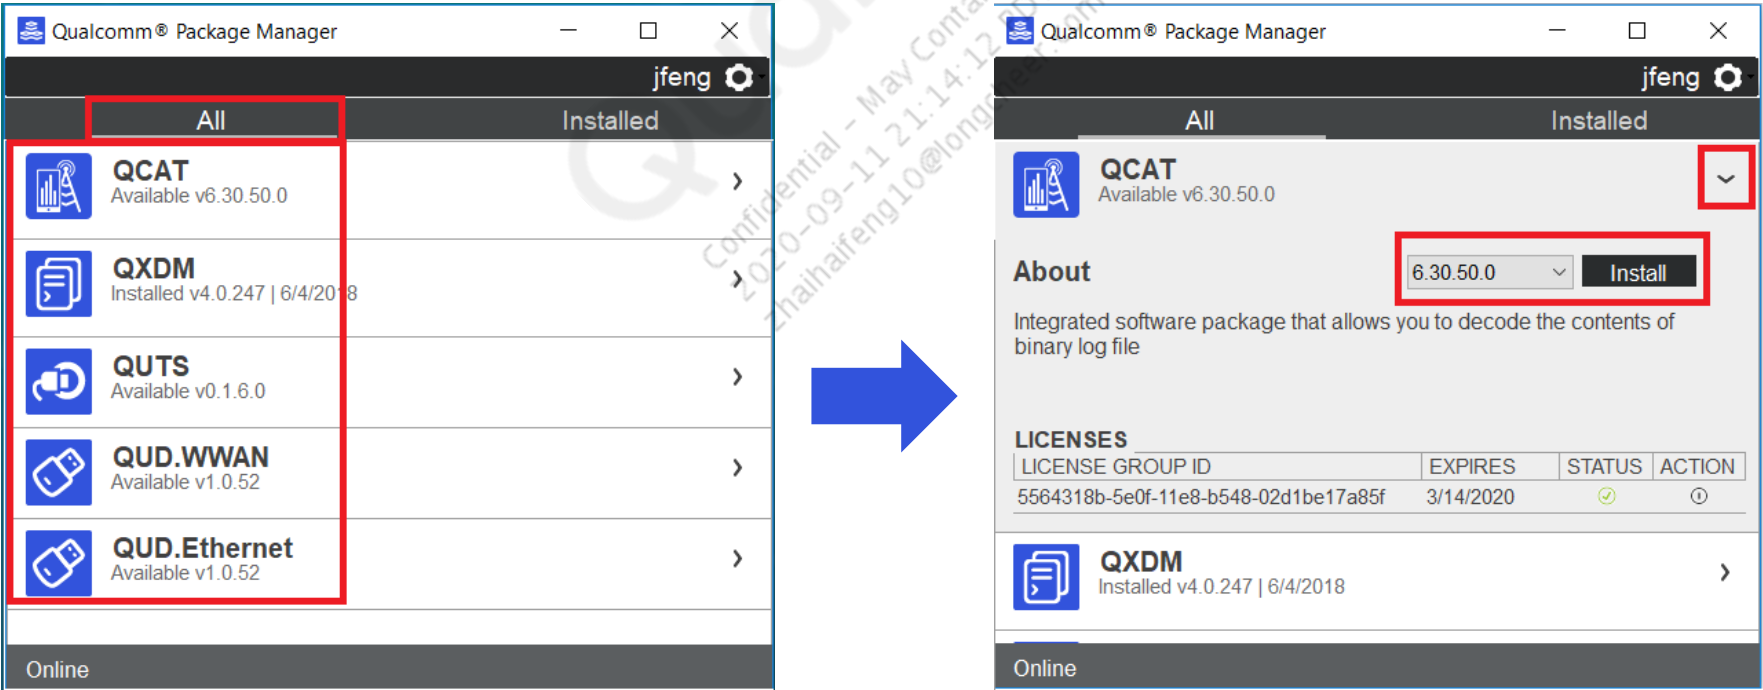 Qualcomm® Package Manager
jfeng
All
Installed
QCAT
Available v6.30.50.0
QXDM
Installed v4.0.247 | 6/4/2018
QUTS
Available v0.1.6.0
QUD.WWAN
Available v1.0.52
QUD.Ethernet
Available v1.0.52
Online
2020-09-11 21:14:12
Confidential - May Contain
zhaihaifeng10@longcheer.com
Qualcomm® Package Manager
jfeng
All
Installed
QCAT
Available v6.30.50.0
About
6.30.50.0
Install
Integrated software package that allows you to decode the contents of
binary log file
LICENSES
LICENSE GROUP ID EXPIRES STATUS ACTION
5564318b-5e0f-11e8-b548-02d1be17a85f 3/14/2020
QXDM
Installed v4.0.247 | 6/4/2018
Online